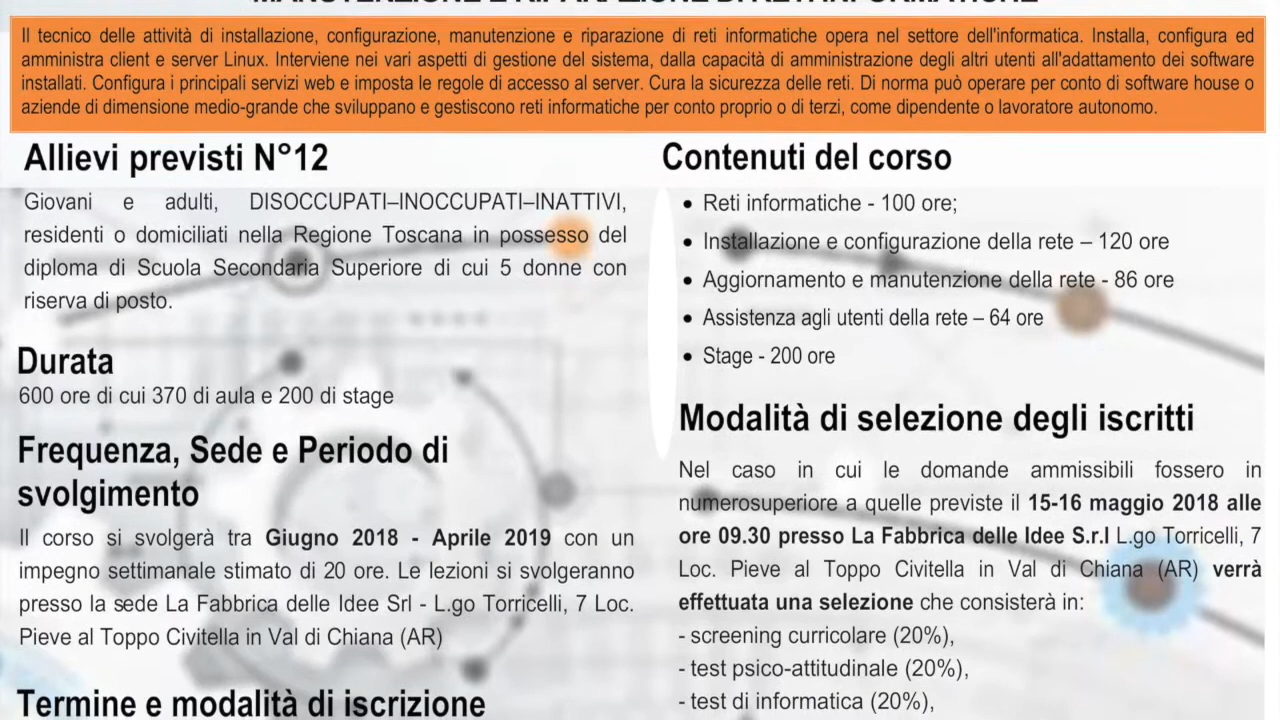 MANUTENZIONE E RIPARAZIONE DI RETI INFORMATICHE
Il tecnico delle attività di installazione, configurazione, manutenzione e riparazione di reti informatiche opera nel settore dell'informatica. Installa, configura ed
amministra client e server Linux. Interviene nei vari aspetti di gestione del sistema, dalla capacità di amministrazione degli altri utenti all'adattamento dei software
installati. Configura i principali servizi web e imposta le regole di accesso al server. Cura la sicurezza delle reti. Di norma può operare per conto di software house o
aziende di dimensione medio-grande che sviluppano e gestiscono reti informatiche per conto proprio o di terzi, come dipendente o lavoratore autonomo.
Allievi previsti N°12
Giovani e adulti, DISOCCUPATI–INOCCUPATI–INATTIVI,
residenti o domiciliati nella Regione Toscana in possesso del
diploma di Scuola Secondaria Superiore di cui 5 donne con
riserva di posto.
Durata
600 ore di cui 370 di aula e 200 di stage
Frequenza, Sede e Periodo di
svolgimento
Il corso si svolgerà tra Giugno 2018 - Aprile 2019 con un
impegno settimanale stimato di 20 ore. Le lezioni si svolgeranno
presso la sede La Fabbrica delle Idee Srl - L.go Torricelli, 7 Loc.
Pieve al Toppo Civitella in Val di Chiana (AR)
Termine e modalità di iscrizione
Contenuti del corso
• Reti informatiche - 100 ore;
• Installazione e configurazione della rete – 120 ore
• Aggiornamento e manutenzione della rete - 86 ore
• Assistenza agli utenti della rete – 64 ore
• Stage - 200 ore
Modalità di selezione degli iscritti
Nel caso in cui le domande ammissibili fossero in
numerosuperiore a quelle previste il 15-16 maggio 2018 alle
ore 09.30 presso La Fabbrica delle Idee S.r.l L.go Torricelli, 7
Loc. Pieve al Toppo Civitella in Val di Chiana (AR) verrà
effettuata una selezione che consisterà in:
- screening curricolare (20%),
- test psico-attitudinale (20%),
- test di informatica (20%),